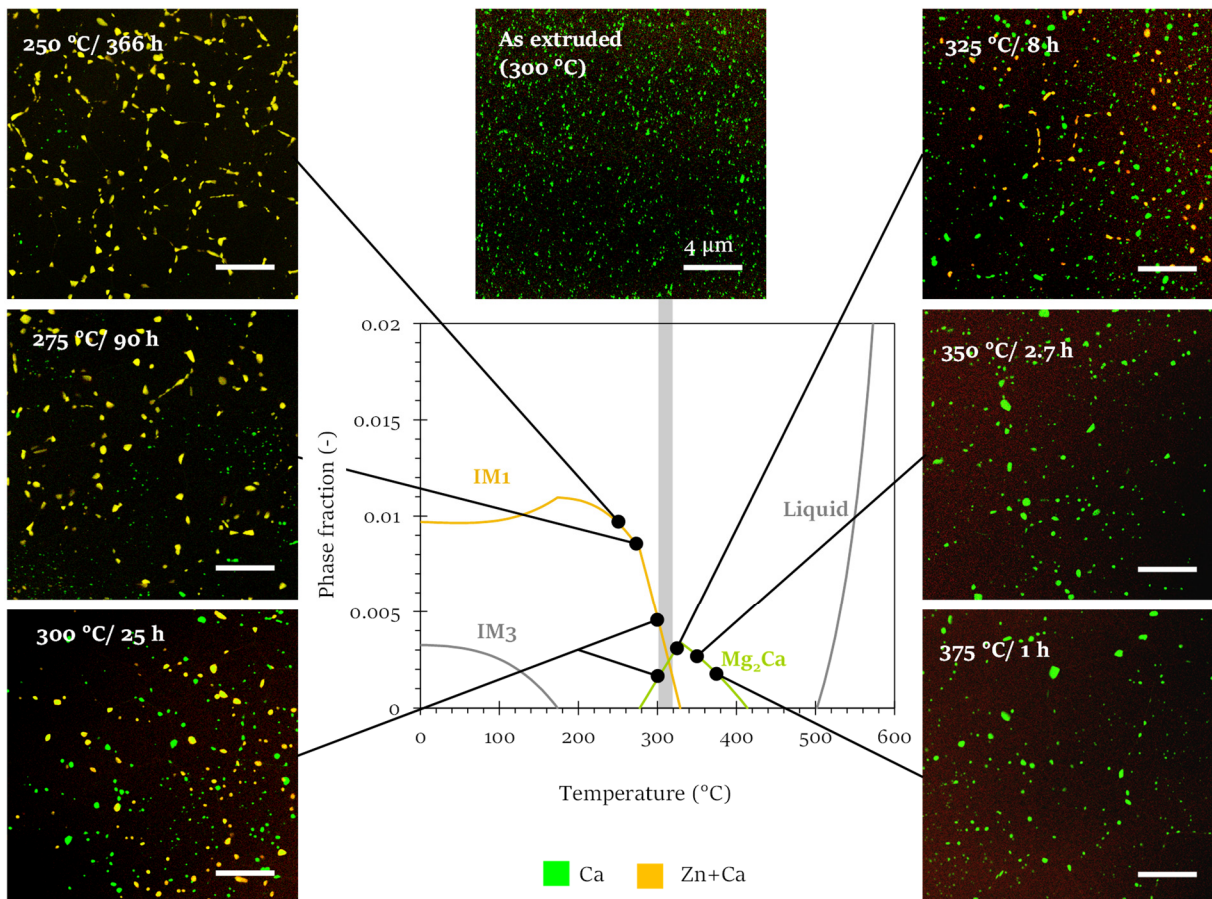 250 °C/ 366 h
As extruded
(300 °C)
4 μm
325 °C/ 8 h
275 °C/ 90 h
350 °C/ 2.7 h
300 °C/ 25 h
375 °C/ 1 h
Phase fraction (-)
0.02
0.015
0.01
0.005
0
IM1
IM3
Liquid
Mg₂Ca
0 100 200 300 400 500 600
Temperature (°C)
Ca
Zn+Ca